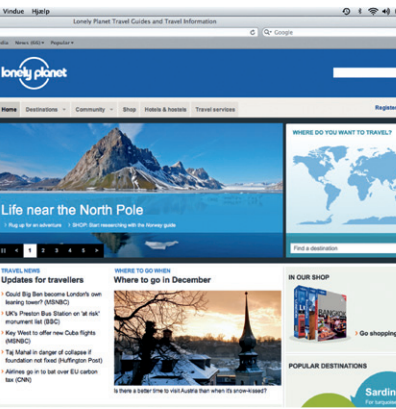 Vindue Hjælp
Lonely Planet Travel Guides and Travel Information
Google
News (66) Populær
lonely planet
Home Destinations Community Shop Hotels & hostels Travel services
Register
WHERE DO YOU WANT TO TRAVEL?
Life near the North Pole
Rug up for an adventure SHOP: Start researching with the Norway guide
1 2 3 4 5
Find a destination
TRAVEL NEWS
Updates for travellers
Could Big Ben become London's own leaning tower? (MSNBC)
UK's Preston Bus Station on 'at risk' monument list (BBC)
Key West to offer new Cuba flights (MSNBC)
Taj Mahal in danger of collapse if foundation not fixed (Huffington Post)
Airlines go in to bat over EU carbon tax (CNN)
WHERE TO GO WHEN
Where to go in December
Is there a better time to visit Austria then when it's snow-kissed?
IN OUR SHOP
BANGKOK
Go shopping
POPULAR DESTINATIONS
Sardin